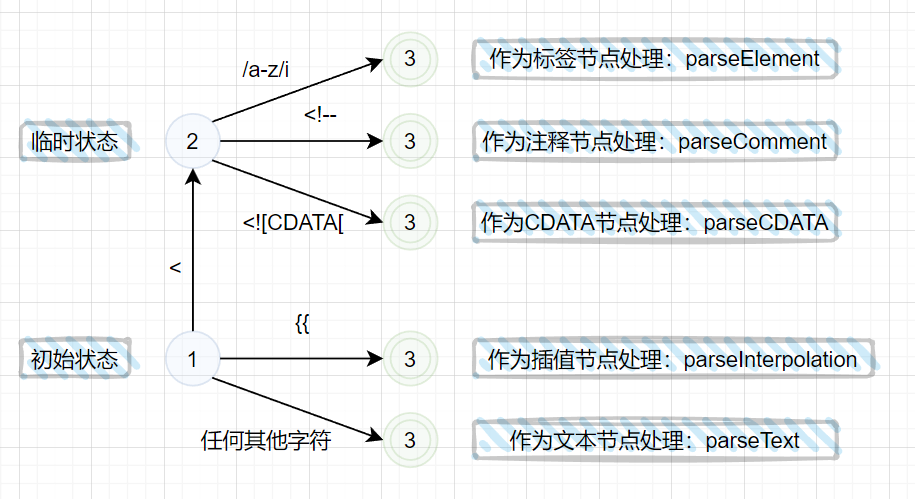 /a-z/i
3
作为标签节点处理：parseElement
<!--
临时状态
2
3
作为注释节点处理：parseComment
<![CDATA[
3
作为CDATA节点处理：parseCDATA
<
{{
初始状态
1
3
作为插值节点处理：parseInterpolation
任何其他字符
3
作为文本节点处理：parseText